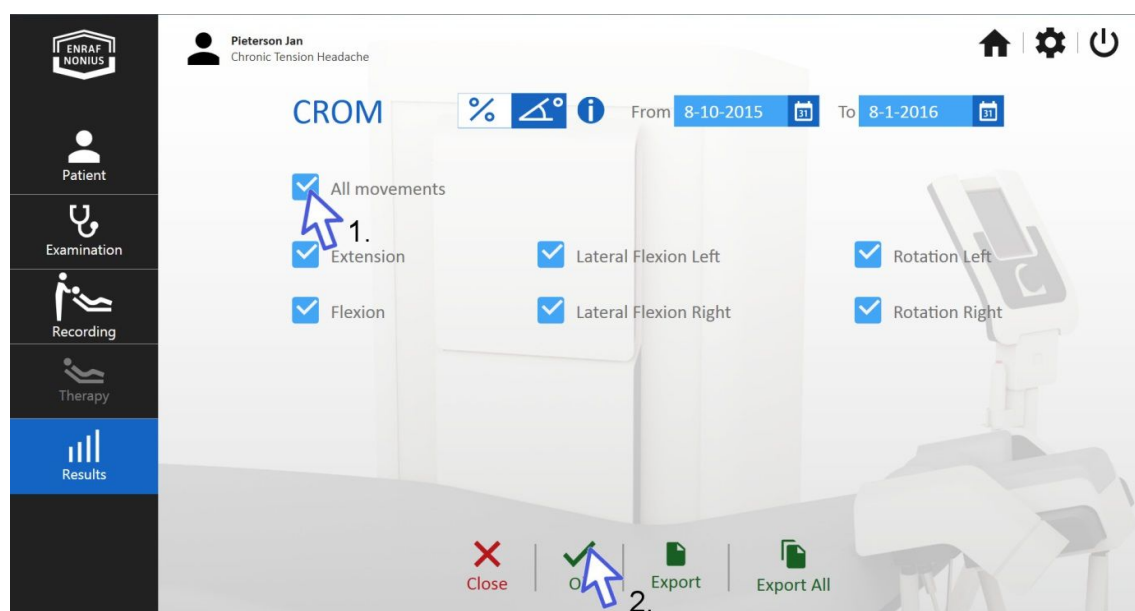 ENRAF
NONIUS
Pieterson Jan
Chronic Tension Headache
CROM
%
From 8-10-2015 31 To 8-1-2016 31
Patient
Examination
Recording
Therapy
Results
All movements
1.
Extension Lateral Flexion Left Rotation Left
Flexion Lateral Flexion Right Rotation Right
Close Export Export All
2.